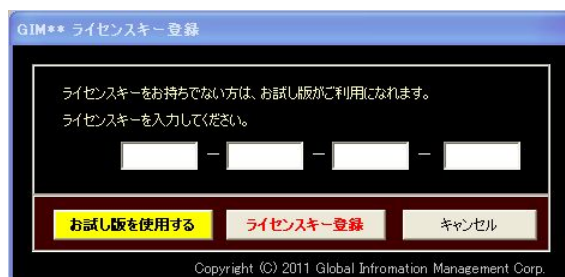 GIM** ライセンスキー登録
ライセンスキーをお持ちでない方は、お試し版がご利用になれます。
ライセンスキーを入力してください。
– – –
お試し版を使用する ライセンスキー登録 キャンセル
Copyright (C) 2011 Global Infromation Management Corp.